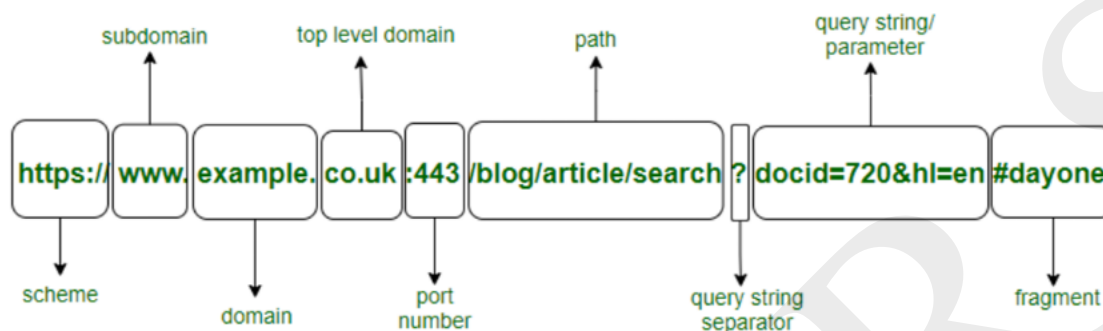 subdomain
top level domain
path
query string/
parameter
https:// www. example. co.uk :443 /blog/article/search ? docid=720&hl=en #dayone
scheme
domain
port
number
query string
separator
fragment